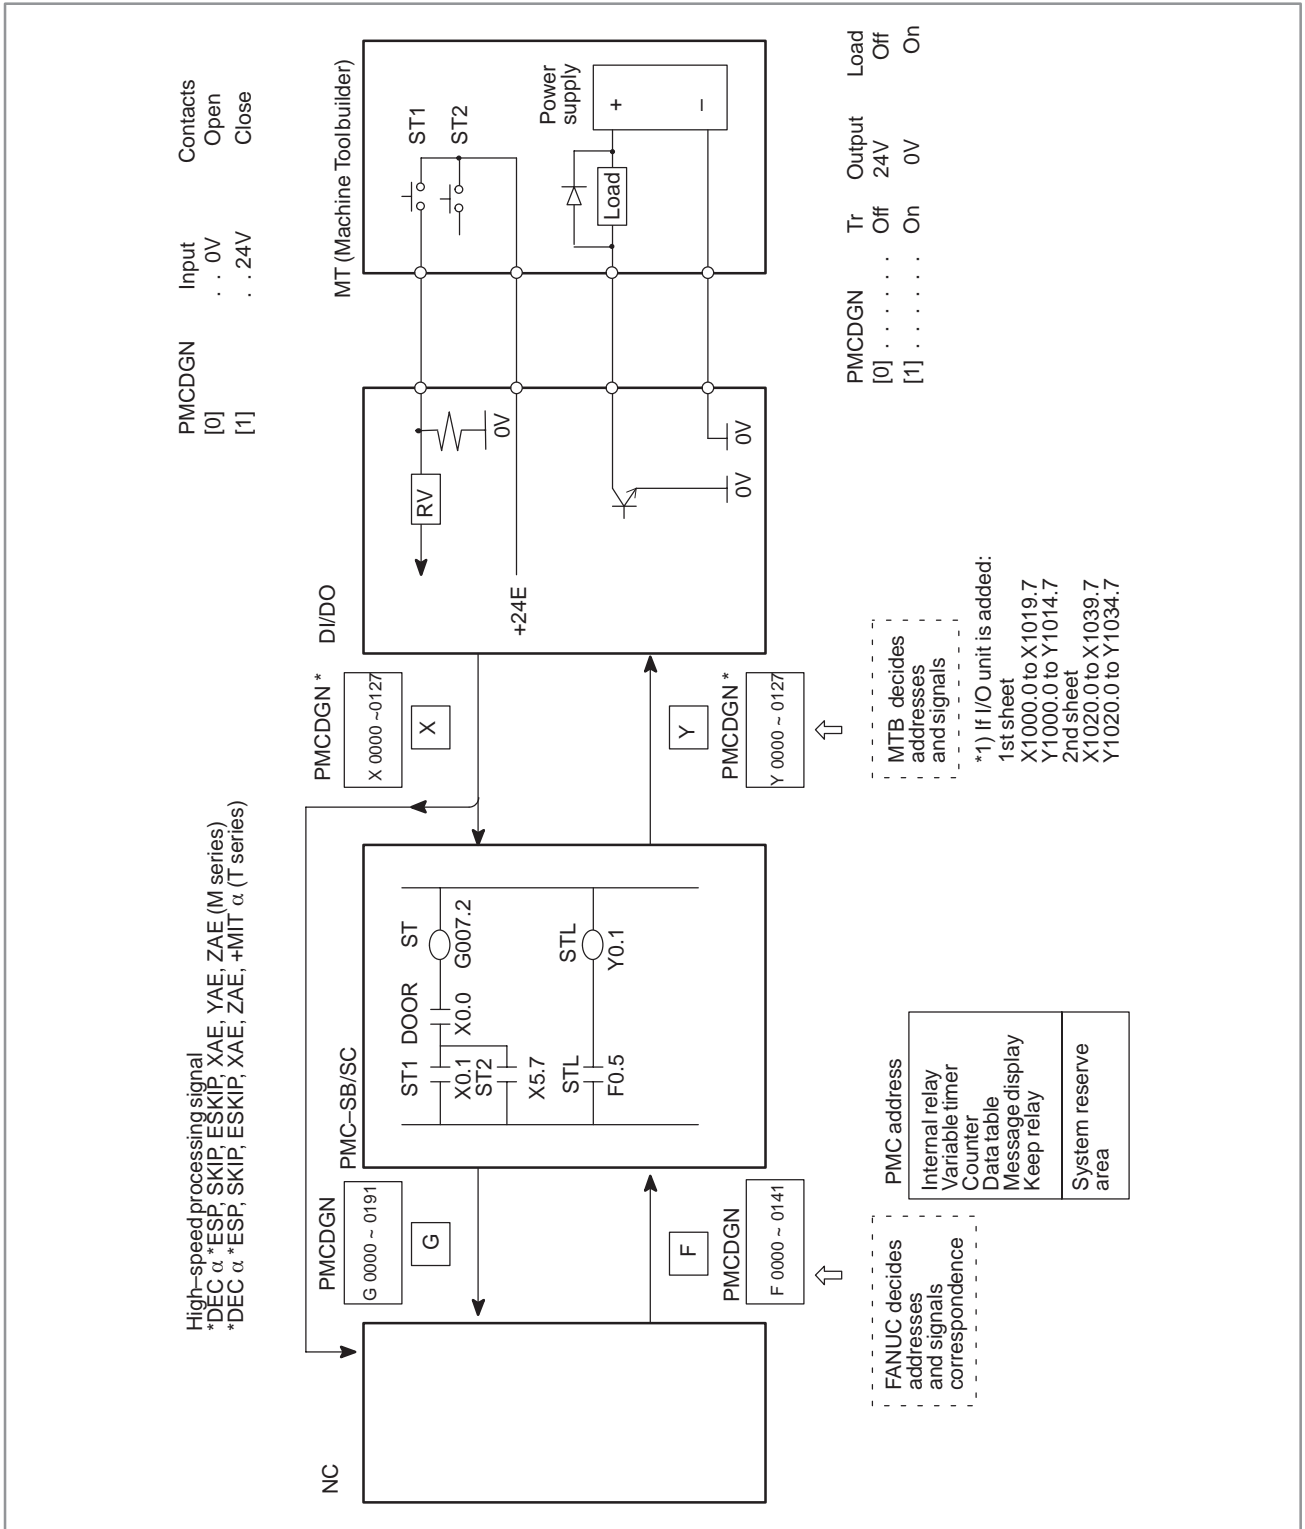 High–speed processing signal
*DEC α *ESP, SKIP, ESKIP, XAE, YAE, ZAE (M series)
*DEC α *ESP, SKIP, ESKIP, XAE, ZAE, +MIT α (T series)
PMCDGN Input Contacts
[0] . . 0V Open
[1] . . 24V Close
NC
PMCDGN
G 0000 ~ 0191
G
F
PMCDGN
F 0000 ~ 0141
FANUC decides
addresses
and signals
correspondence
PMC–SB/SC
ST1 DOOR ST
X0.1 X0.0 G007.2
ST2
X5.7
STL STL
F0.5 Y0.1
PMC address
Internal relay
Variable timer
Counter
Data table
Message display
Keep relay
System reserve
area
PMCDGN *
X 0000 ~0127
X
Y
PMCDGN *
Y 0000 ~ 0127
MTB decides
addresses
and signals
*1) If I/O unit is added:
1st sheet
X1000.0 to X1019.7
Y1000.0 to Y1014.7
2nd sheet
X1020.0 to X1039.7
Y1020.0 to Y1034.7
DI/DO
RV
0V
+24E
0V 0V
MT (Machine Tool builder)
ST1
ST2
Power
supply
+
–
Load
PMCDGN Tr Output Load
[0] . . . . . . . Off 24V Off
[1] . . . . . . . On 0V On